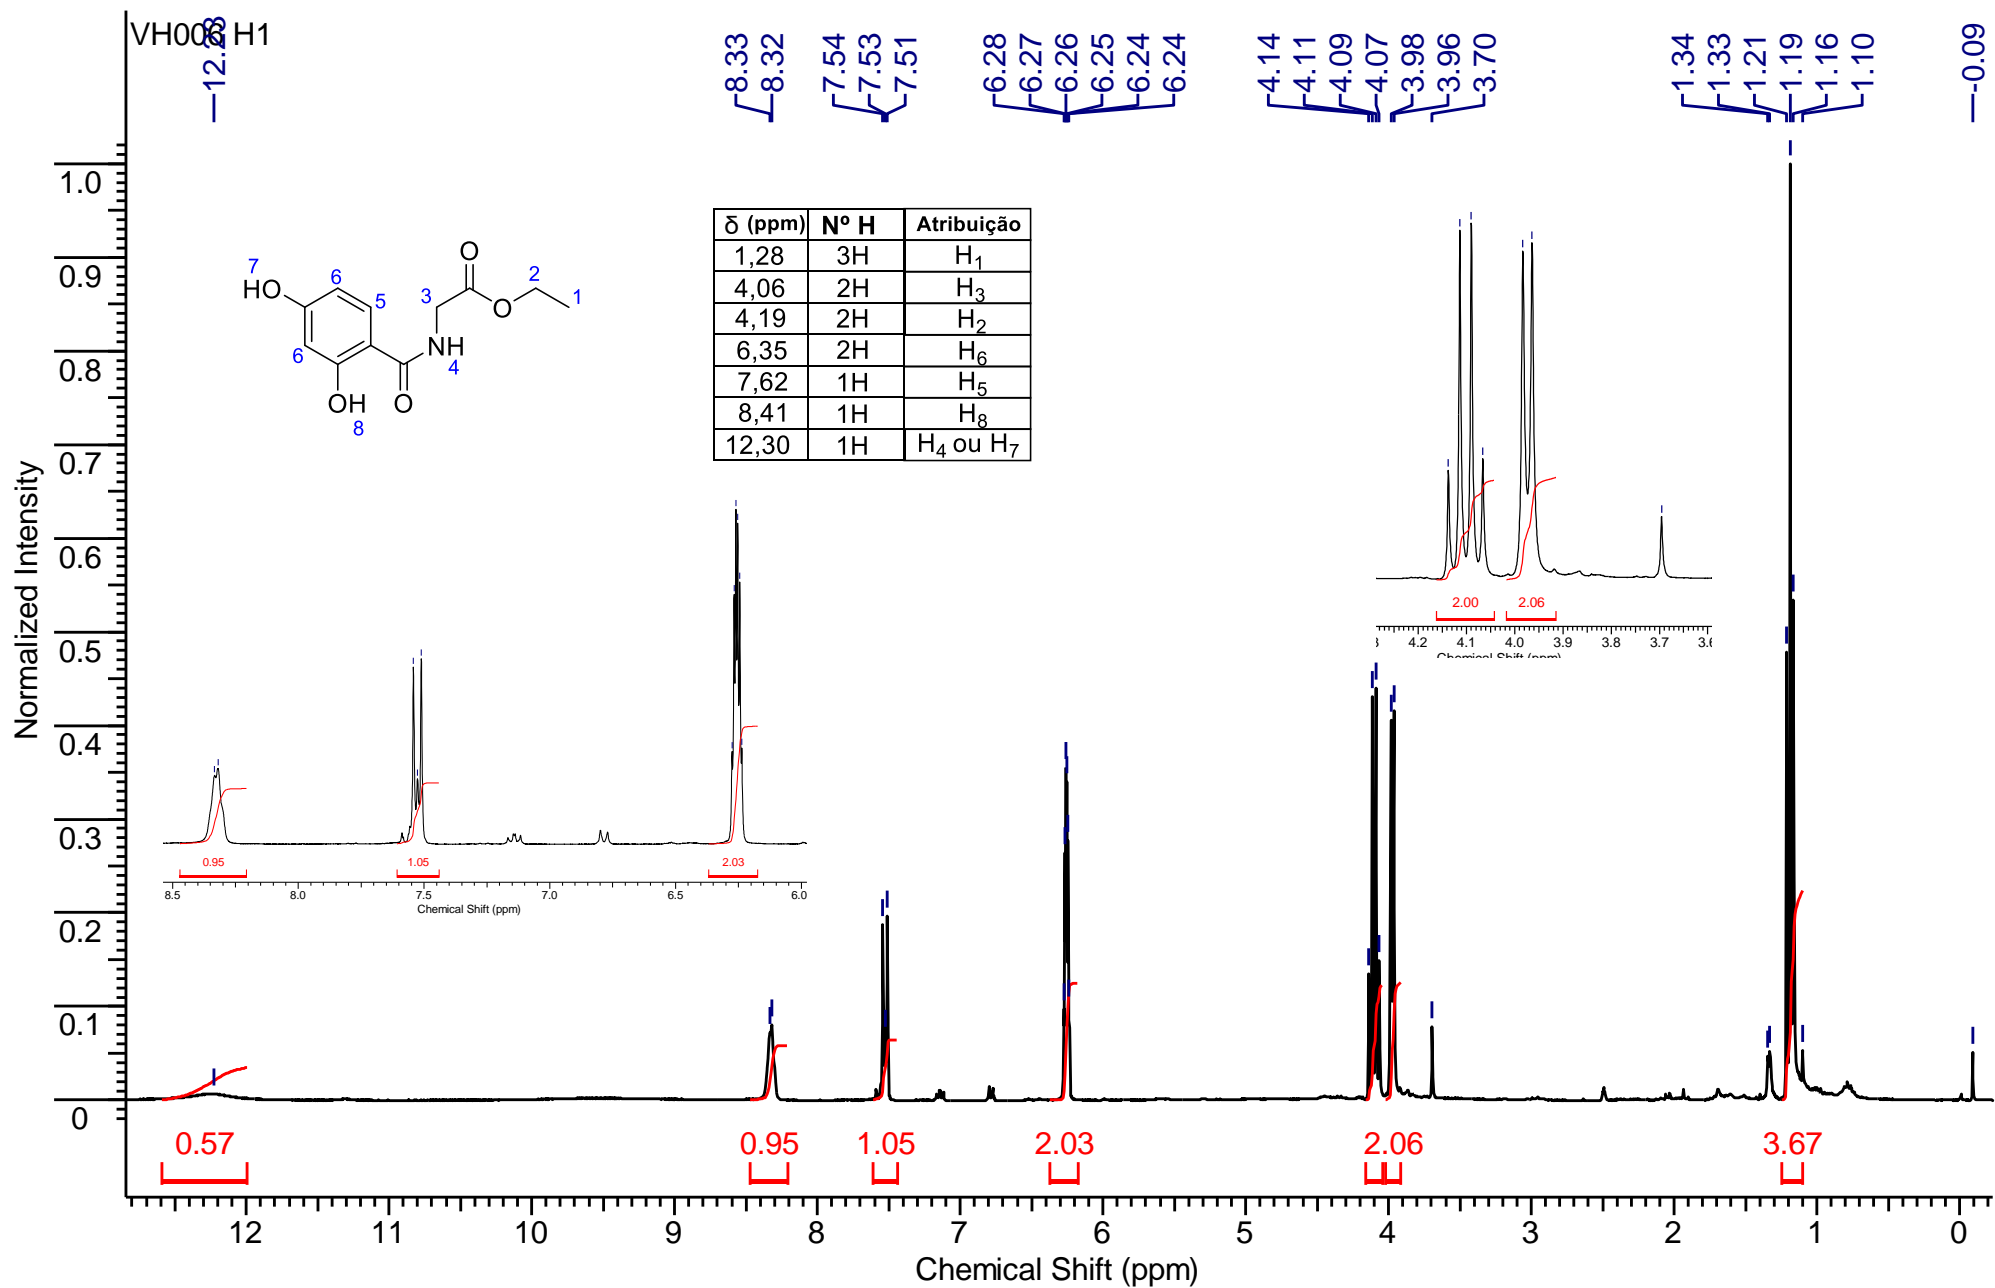 VH006 H1
12.23
8.33
8.32
7.54
7.53
7.51
6.28
6.27
6.26
6.25
6.24
6.24
4.14
4.11
4.09
4.07
3.98
3.96
3.70
1.34
1.33
1.21
1.19
1.16
1.10
-0.09
δ (ppm) Nº H Atribuição
1,28 3H H₁
4,06 2H H₃
4,19 2H H₂
6,35 2H H₆
7,62 1H H₅
8,41 1H H₈
12,30 1H H₄ ou H₇
7
HO
6
5
6
OH
8
O
NH
4
3
O
O
2
1
2.00 2.06
4.2 4.1 4.0 3.9 3.8 3.7
Chemical Shift (ppm)
0.95 1.05 2.03
8.5 8.0 7.5 7.0 6.5 6.0
Chemical Shift (ppm)
Normalized Intensity
1.0
0.9
0.8
0.7
0.6
0.5
0.4
0.3
0.2
0.1
0
0.57 0.95 1.05 2.03 2.06 3.67
12 11 10 9 8 7 6 5 4 3 2 1 0
Chemical Shift (ppm)